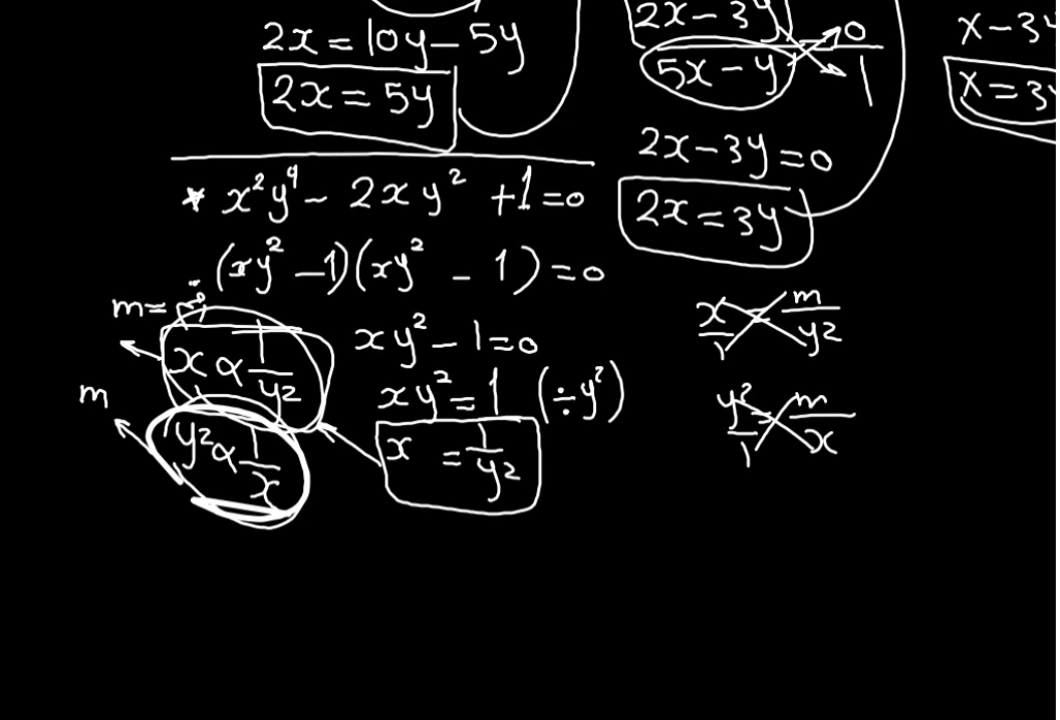 2x = 10y - 5y
2x = 5y
* x²y⁴ - 2xy² + 1 = 0
(xy² - 1)(xy² - 1) = 0
xy² - 1 = 0
xy² = 1 (÷y²)
x = 1/y²
m =
x ∝ 1/y²
m
y² ∝ 1/x
2x - 3y / 5x - y = 0 / 1
2x - 3y = 0
2x = 3y
x/1 = m/y²
y²/1 = m/x
x - 3y
x = 3y